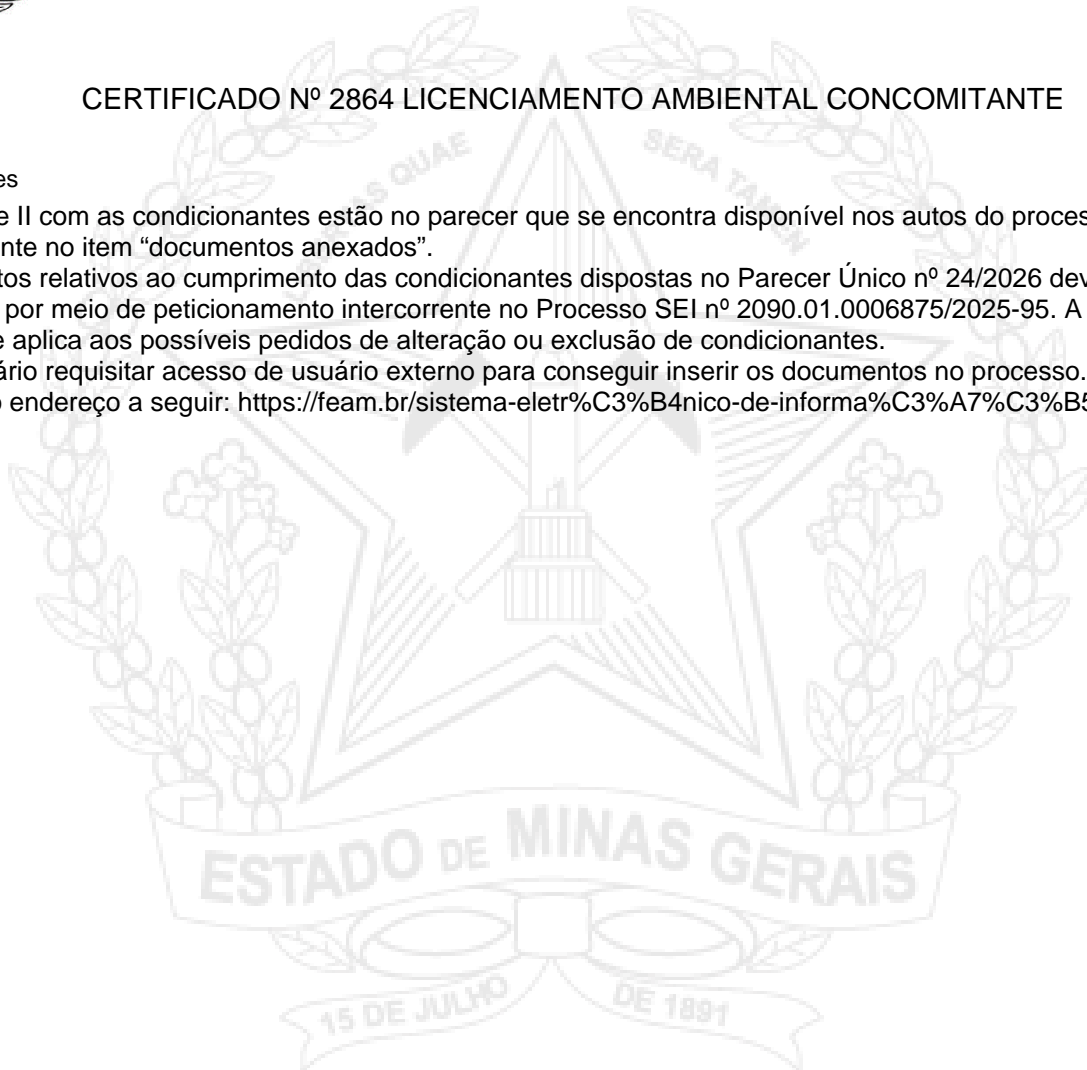 CERTIFICADO Nº 2864 LICENCIAMENTO AMBIENTAL CONCOMITANTE
es
e II com as condicionantes estão no parecer que se encontra disponível nos autos do proces
nte no item “documentos anexados”.
tos relativos ao cumprimento das condicionantes dispostas no Parecer Único nº 24/2026 dev
por meio de peticionamento intercorrente no Processo SEI nº 2090.01.0006875/2025-95. A
e aplica aos possíveis pedidos de alteração ou exclusão de condicionantes.
ário requisitar acesso de usuário externo para conseguir inserir os documentos no processo.
o endereço a seguir: https://feam.br/sistema-eletr%C3%B4nico-de-informa%C3%A7%C3%B5
LIBERTAS QUAE SERA TAMEN
ESTADO DE MINAS GERAIS
15 DE JULHO DE 1891